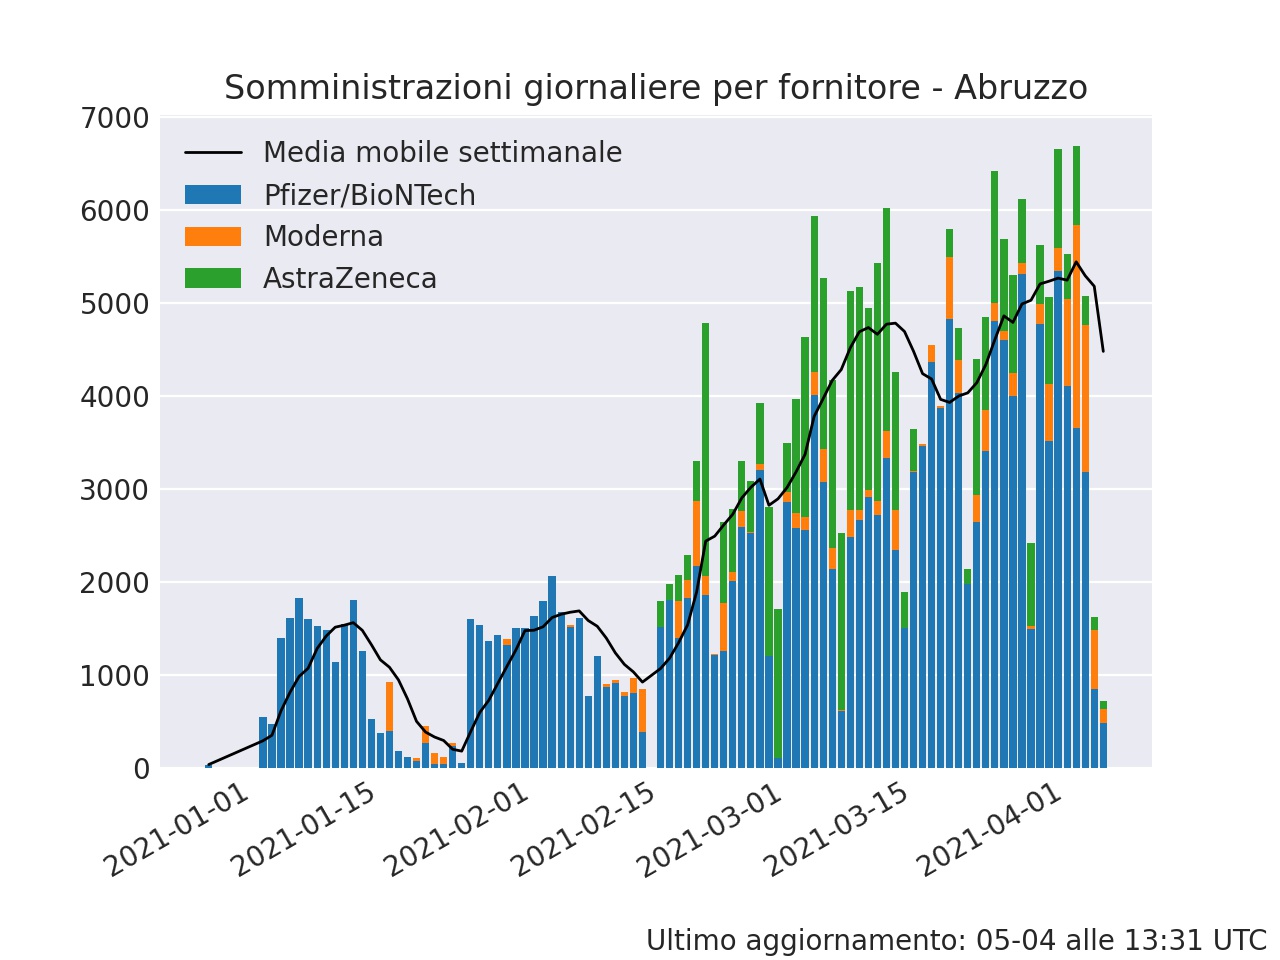 Somministrazioni giornaliere per fornitore - Abruzzo
7000
6000
5000
4000
3000
2000
1000
0
Media mobile settimanale
Pfizer/BioNTech
Moderna
AstraZeneca
2021-01-01
2021-01-15
2021-02-01
2021-02-15
2021-03-01
2021-03-15
2021-04-01
Ultimo aggiornamento: 05-04 alle 13:31 UTC